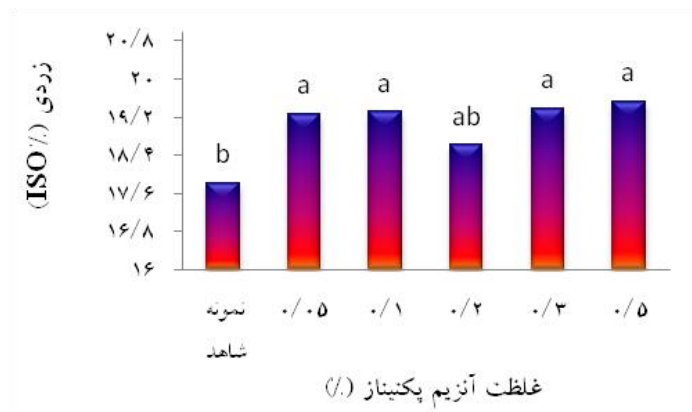 زردی (ISO٪)
۲۰/۸
۲۰
۱۹/۲
۱۸/۴
۱۷/۶
۱۶/۸
۱۶
b
a
a
ab
a
a
نمونه شاهد
۰/۰۵
۰/۱
۰/۲
۰/۳
۰/۵
غلظت آنزیم پکتیناز (٪)